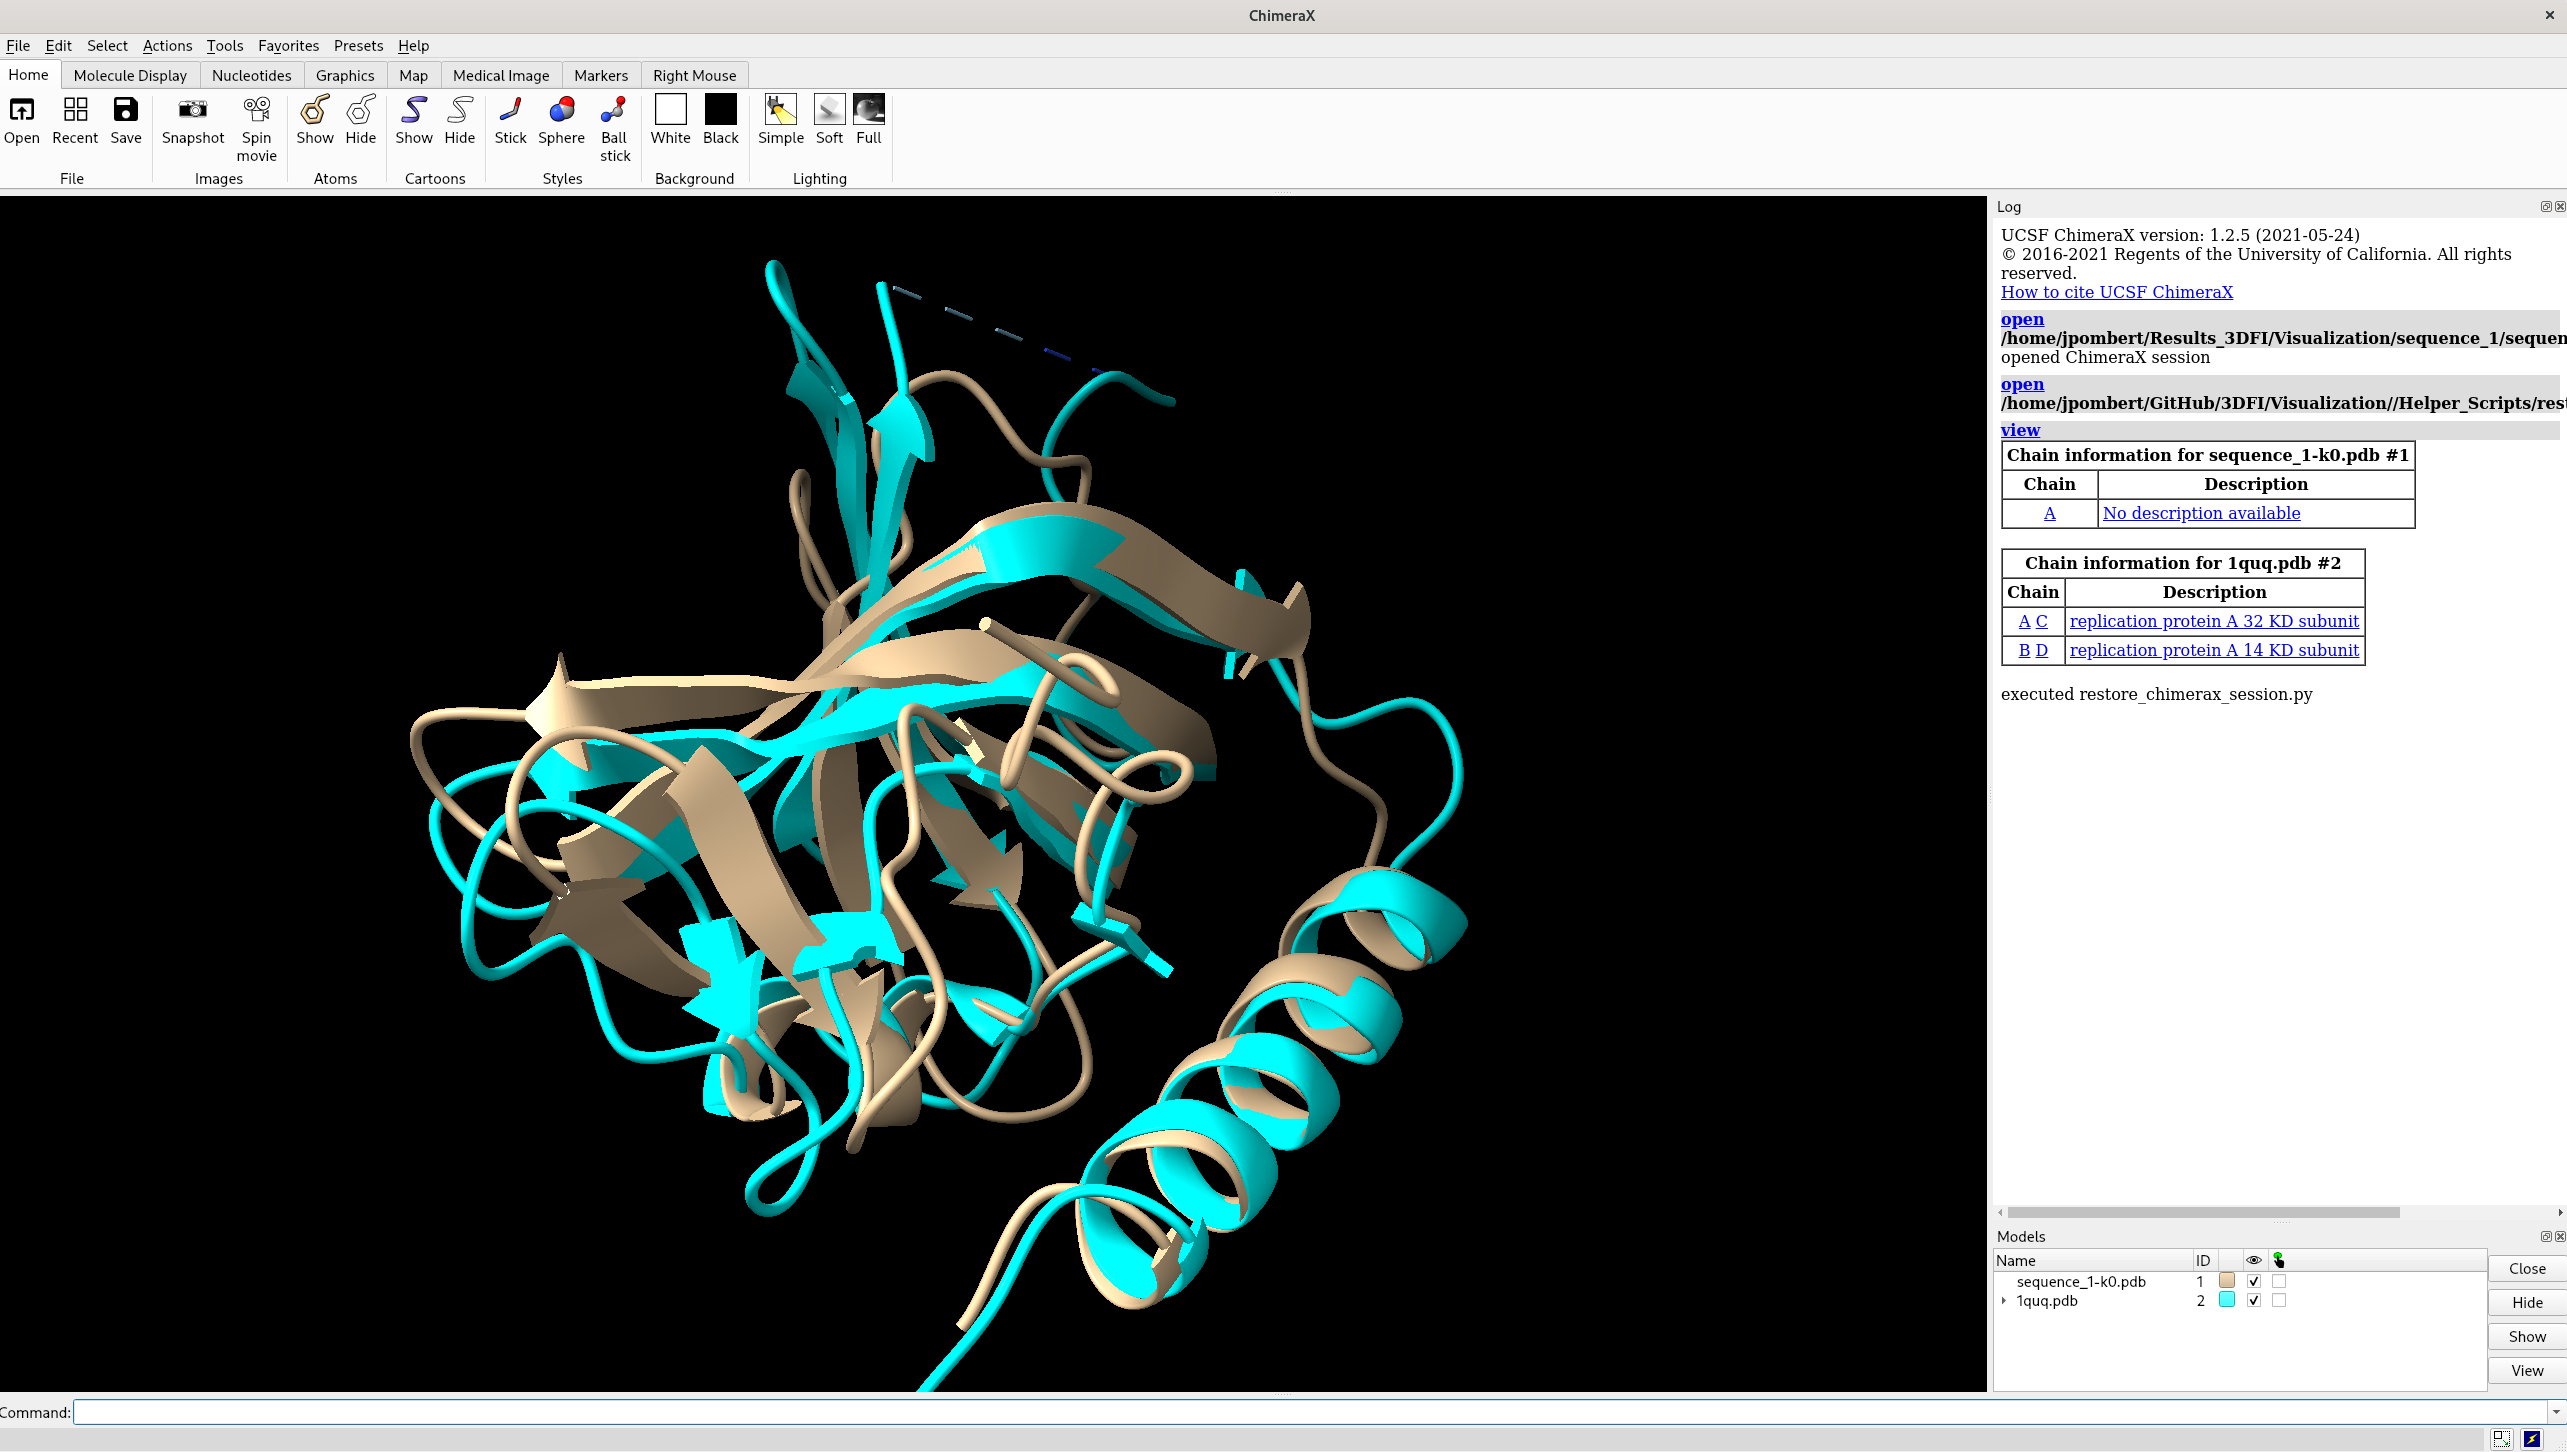 ChimeraX
File Edit Select Actions Tools Favorites Presets Help
Home Molecule Display Nucleotides Graphics Map Medical Image Markers Right Mouse
Open Recent Save Snapshot Spin movie Show Hide Show Hide Stick Sphere Ball stick White Black Simple Soft Full
File Images Atoms Cartoons Styles Background Lighting
Log
UCSF ChimeraX version: 1.2.5 (2021-05-24)
© 2016-2021 Regents of the University of California. All rights
reserved.
How to cite UCSF ChimeraX
open
/home/jpombert/Results_3DFI/Visualization/sequence_1/sequen
opened ChimeraX session
open
/home/jpombert/GitHub/3DFI/Visualization//Helper_Scripts/rest
view
Chain information for sequence_1-k0.pdb #1
Chain Description
A No description available
Chain information for 1quq.pdb #2
Chain Description
A C replication protein A 32 KD subunit
B D replication protein A 14 KD subunit
executed restore_chimerax_session.py
Models
Name ID
sequence_1-k0.pdb 1
1quq.pdb 2
Close
Hide
Show
View
Command: